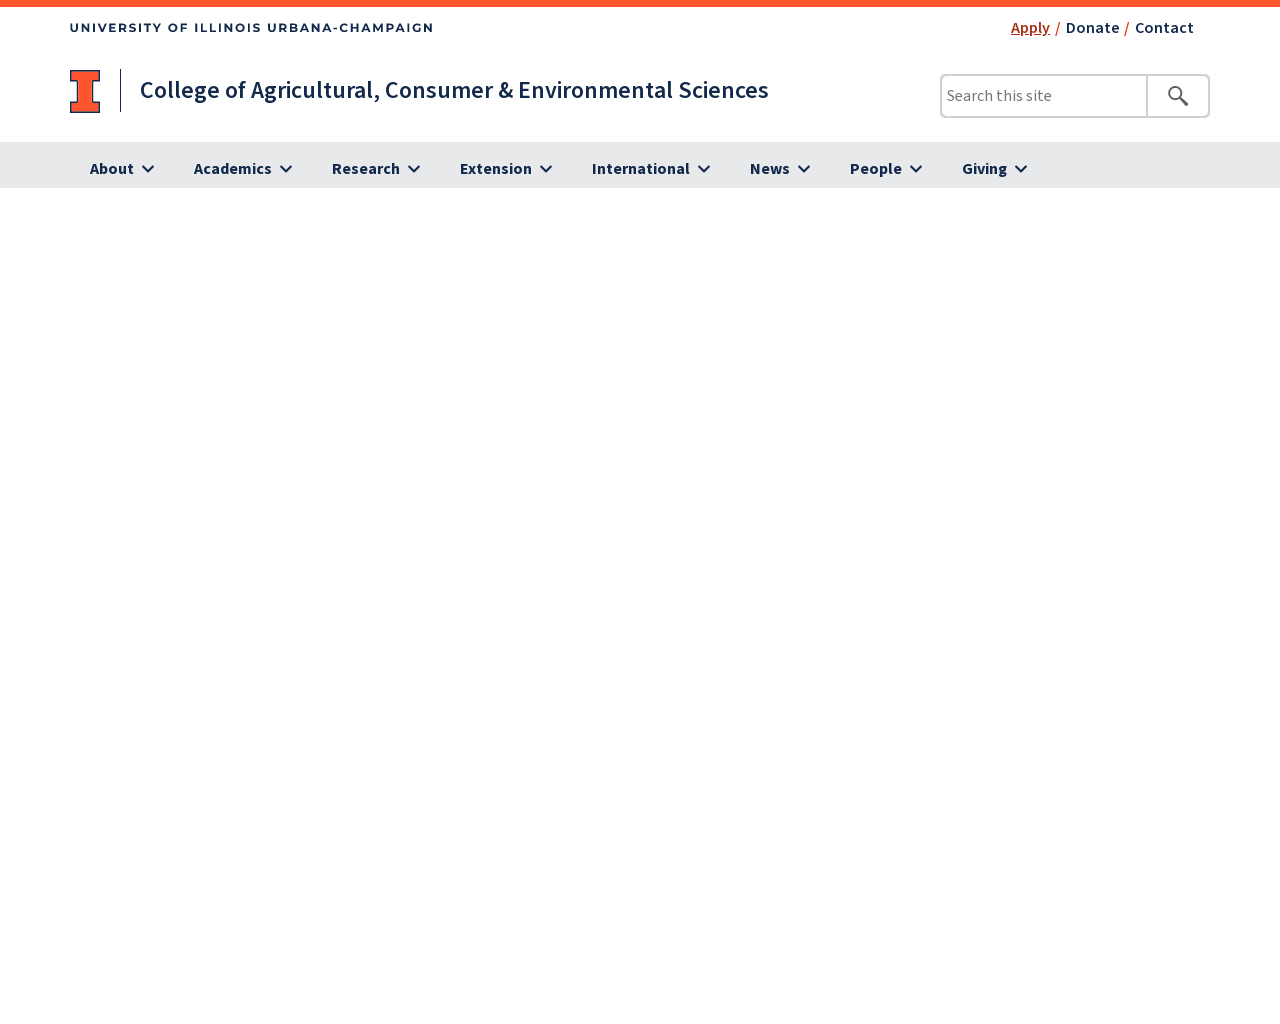 UNIVERSITY OF ILLINOIS URBANA-CHAMPAIGN
Apply / Donate / Contact
College of Agricultural, Consumer & Environmental Sciences
Search this site
About Academics Research Extension International News People Giving